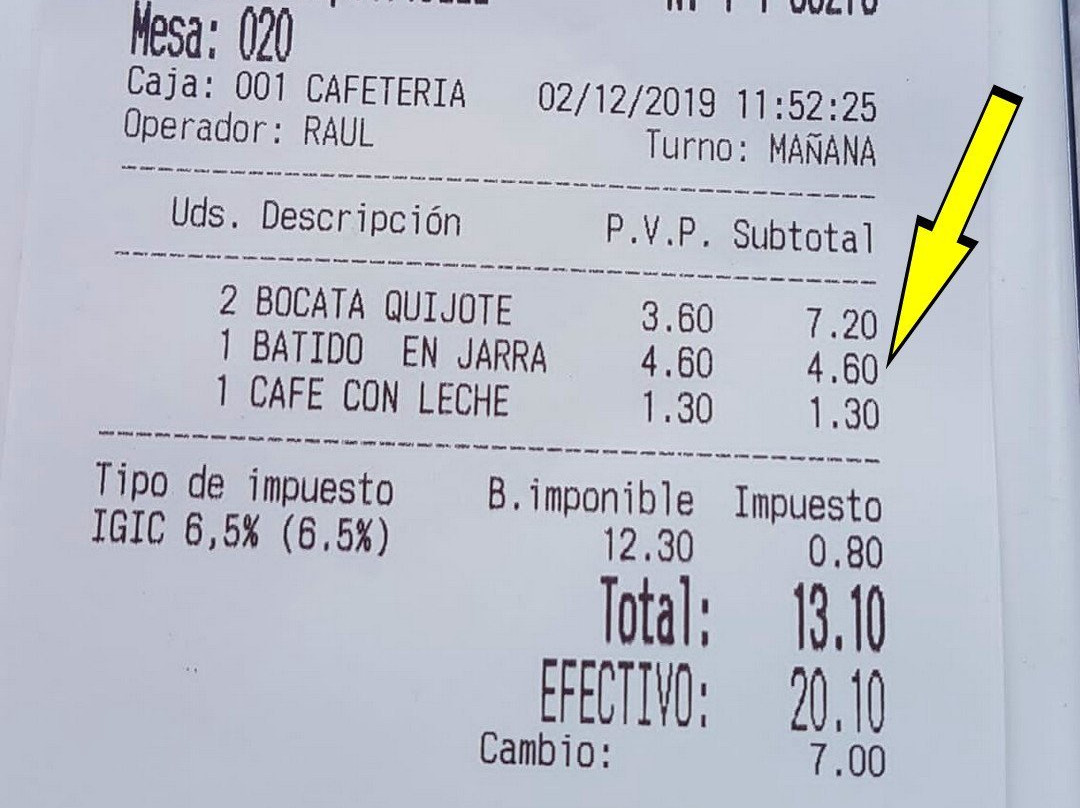 Mesa: 020
Caja: 001 CAFETERIA 02/12/2019 11:52:25
Operador: RAUL Turno: MAÑANA
Uds. Descripción P.V.P. Subtotal
2 BOCATA QUIJOTE 3.60 7.20
1 BATIDO EN JARRA 4.60 4.60
1 CAFE CON LECHE 1.30 1.30
Tipo de impuesto B.imponible Impuesto
IGIC 6,5% (6.5%) 12.30 0.80
Total: 13.10
EFECTIVO: 20.10
Cambio: 7.00